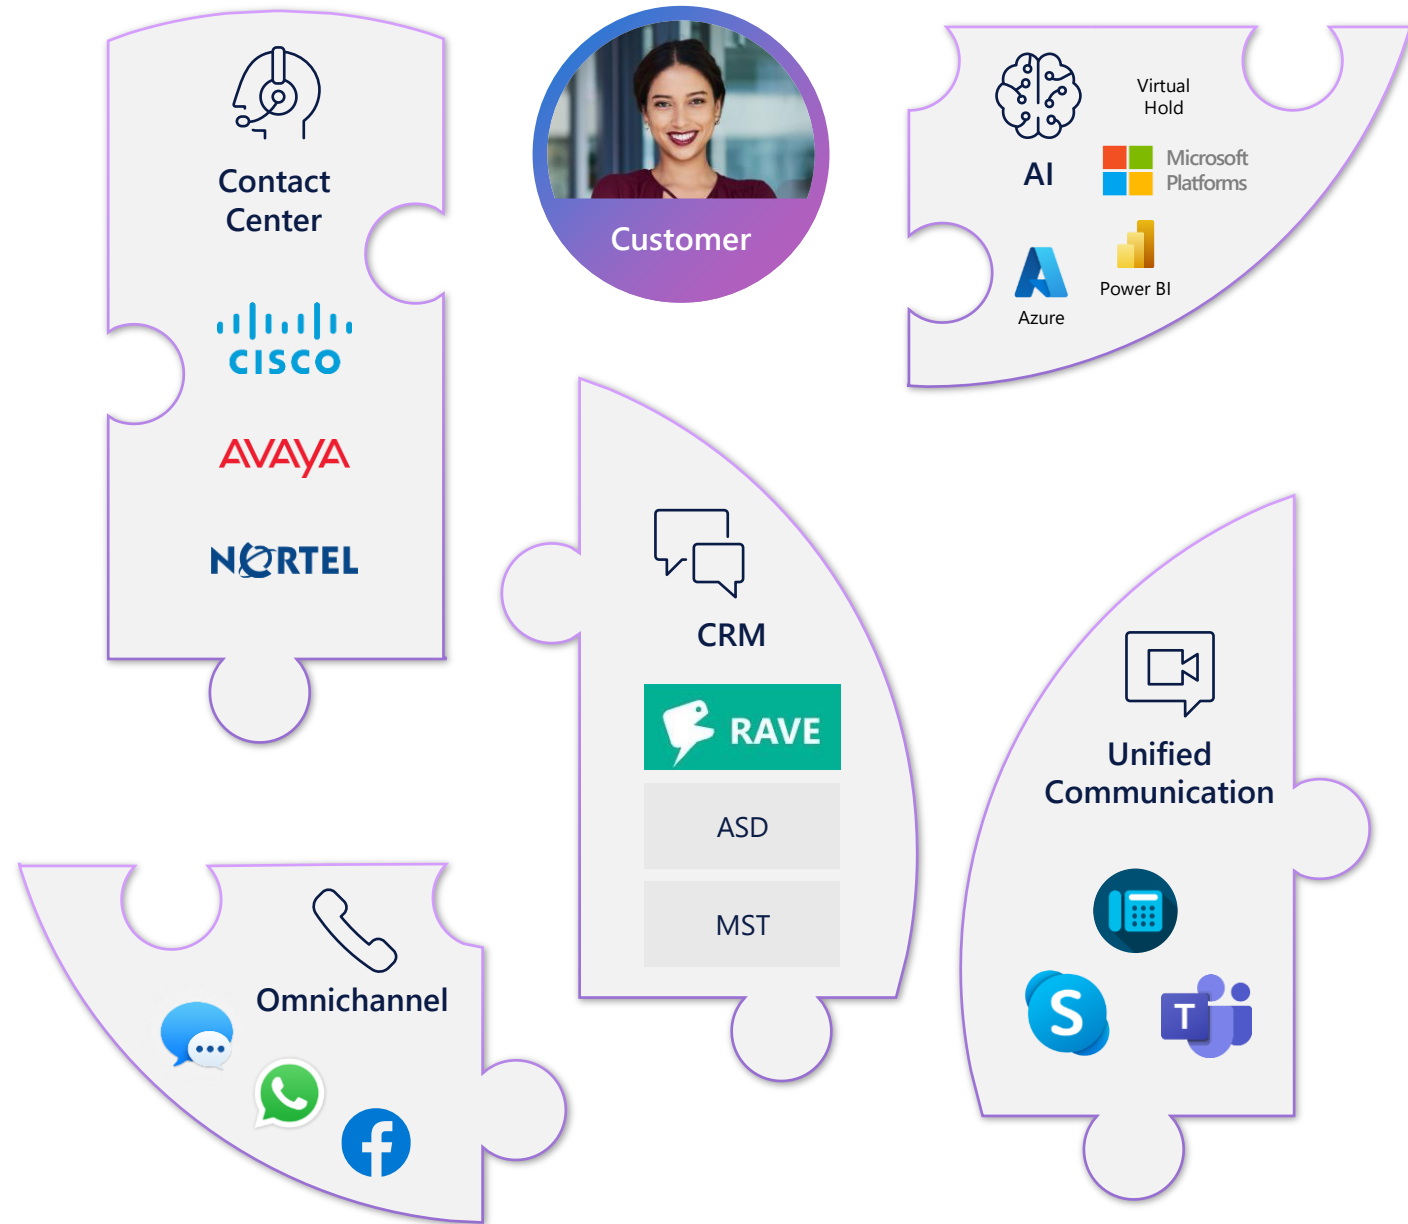 Contact
Center
CISCO
AVAYA
NORTEL
Customer
AI
Virtual
Hold
Microsoft
Platforms
Azure
Power BI
CRM
RAVE
ASD
MST
Unified
Communication
S
T
Omnichannel
f